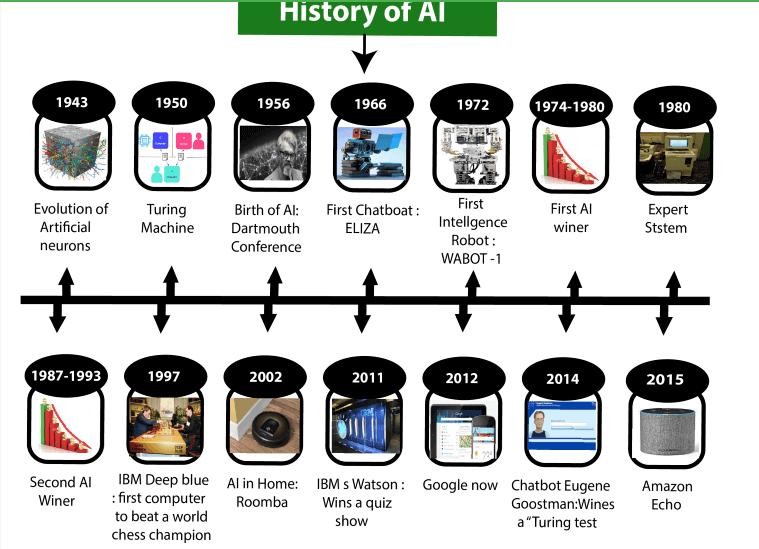 History of AI
1943
1950
1956
1966
1972
1974-1980
1980
Evolution of
Artificial
neurons
Turing
Machine
Birth of AI:
Dartmouth
Conference
First Chatboat :
ELIZA
First
Intellgence
Robot :
WABOT -1
First AI
winer
Expert
Ststem
1987-1993
1997
2002
2011
2012
2014
2015
Second AI
Winer
IBM Deep blue
: first computer
to beat a world
chess champion
AI in Home:
Roomba
IBM s Watson :
Wins a quiz
show
Google now
Chatbot Eugene
Goostman:Wines
a “Turing test
Amazon
Echo